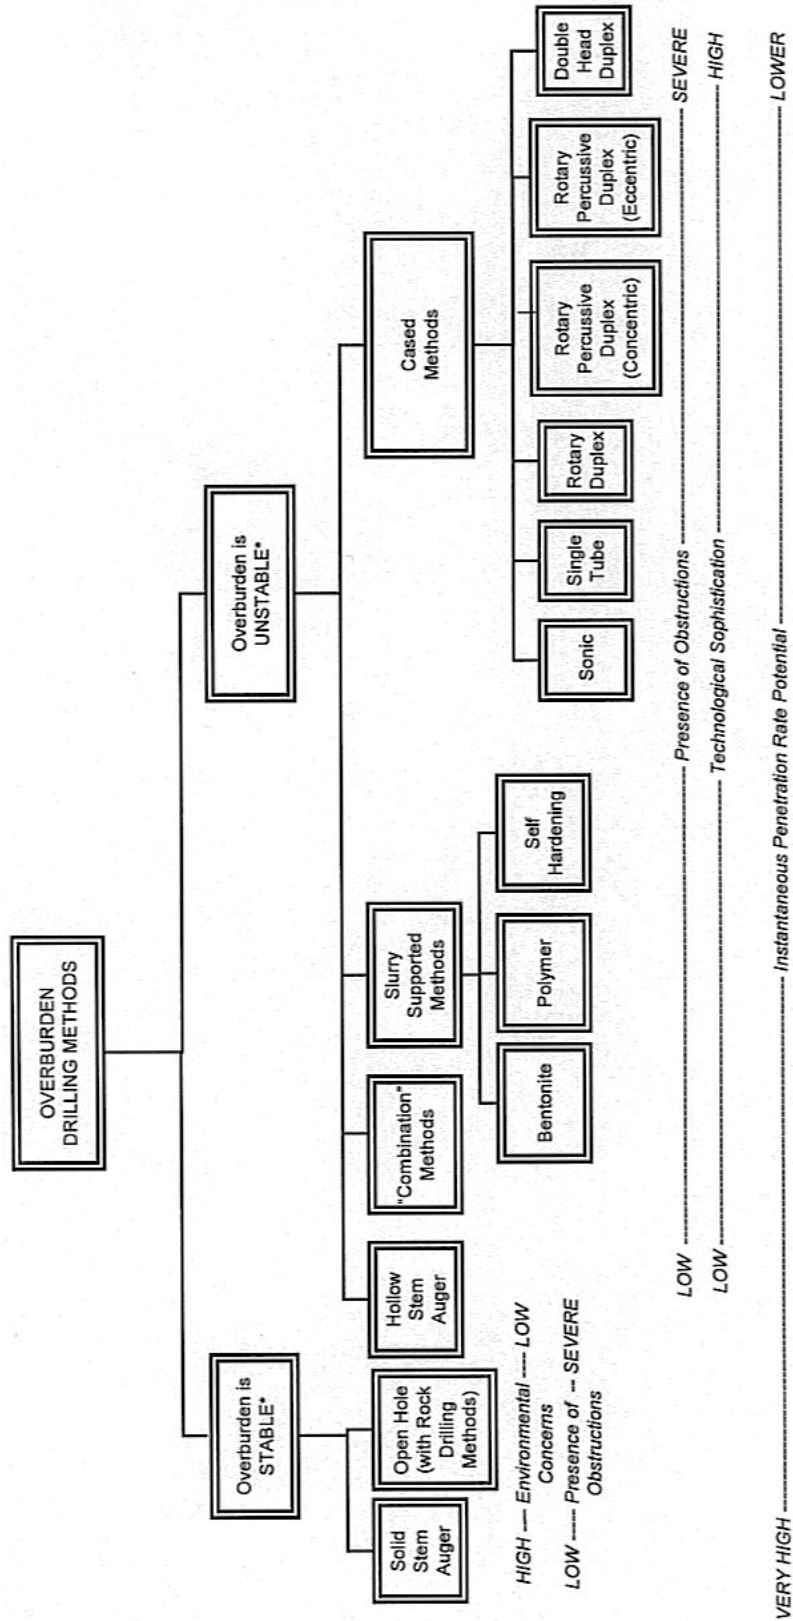 OVERBURDEN
DRILLING METHODS
Overburden is
STABLE*
Overburden is
UNSTABLE*
Solid
Stem
Auger
Open Hole
(with Rock
Drilling
Methods)
Hollow
Stem
Auger
"Combination"
Methods
Slurry
Supported
Methods
Cased
Methods
Bentonite
Polymer
Self
Hardening
Sonic
Single
Tube
Rotary
Duplex
Rotary
Percussive
Duplex
(Concentric)
Rotary
Percussive
Duplex
(Eccentric)
Double
Head
Duplex
HIGH ---- Environmental ---- LOW
Concerns
LOW ----- Presence of -- SEVERE
Obstructions
LOW ---------- Presence of Obstructions ---------- SEVERE
LOW ---------- Technological Sophistication ---------- HIGH
VERY HIGH ---------- Instantaneous Penetration Rate Potential ---------- LOWER